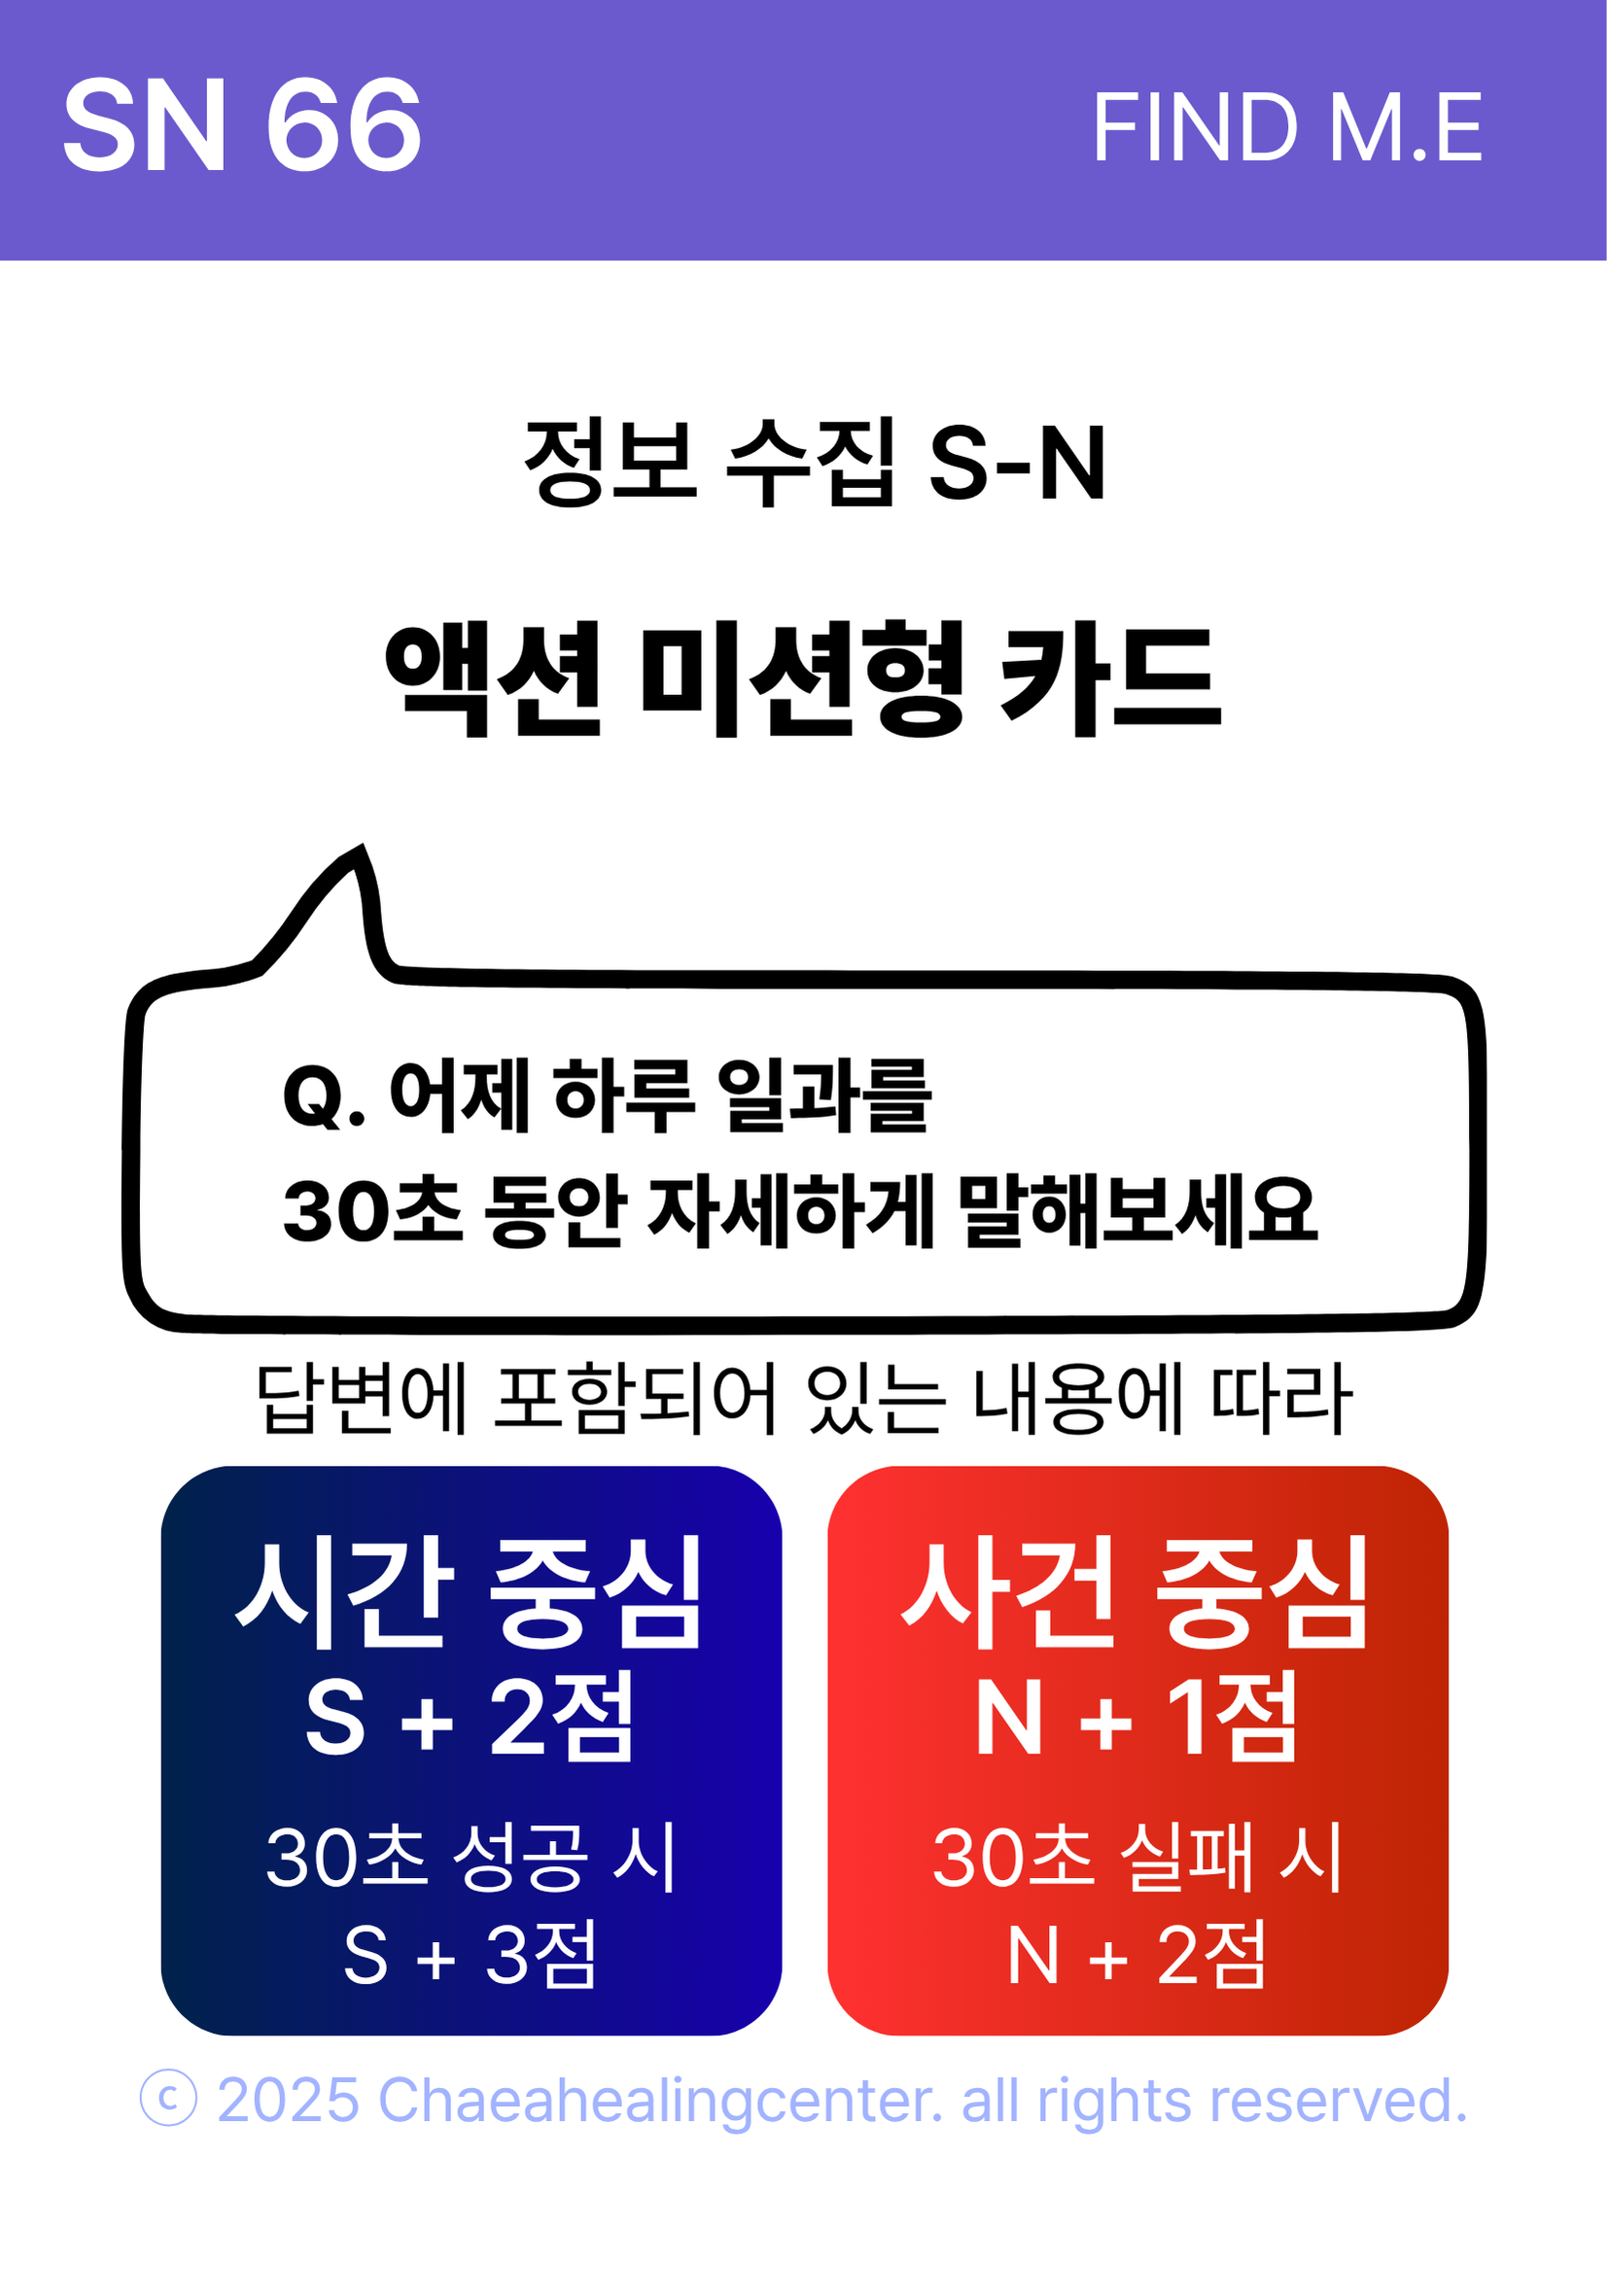 SN 66
FIND M.E
정보 수집 S-N
액션 미션형 카드
Q. 어제 하루 일과를
30초 동안 자세하게 말해보세요
답변에 포함되어 있는 내용에 따라
시간 중심
S + 2점
30초 성공 시
S + 3점
사건 중심
N + 1점
30초 실패 시
N + 2점
ⓒ 2025 Chaeahealingcenter. all rights reserved.